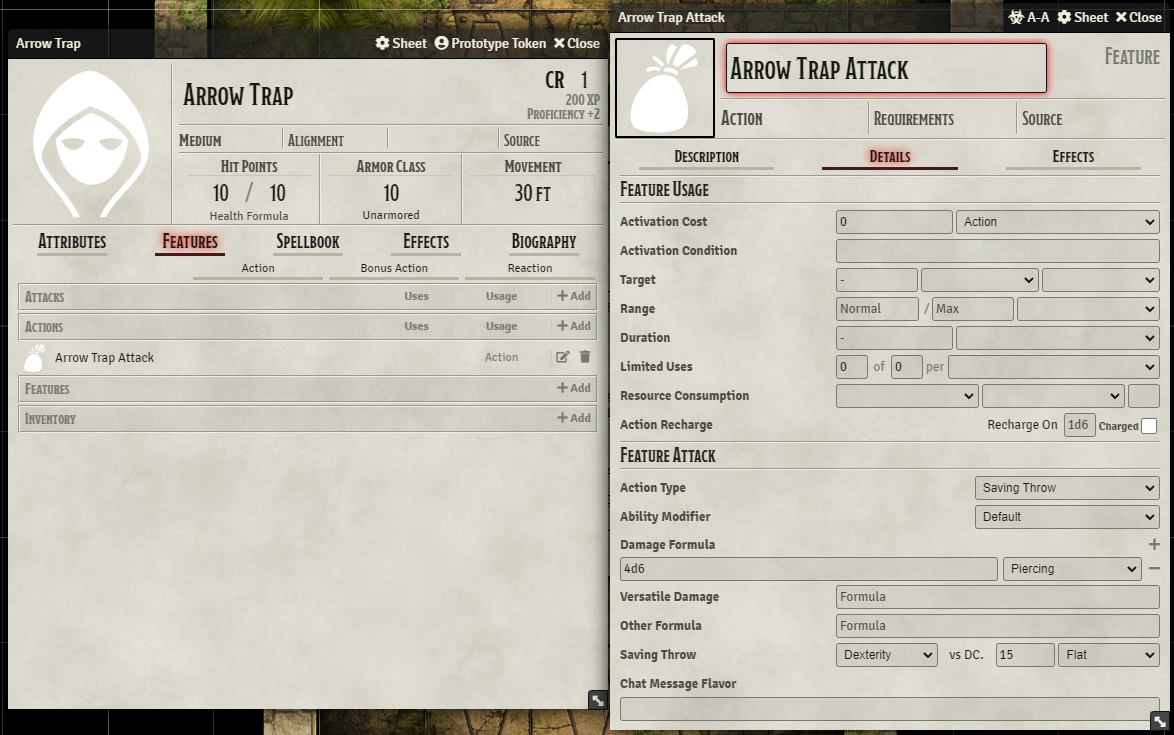 Arrow Trap
Sheet
Prototype Token
Close
Arrow Trap
CR 1
200 XP
Proficiency +2
Medium
Alignment
Source
Hit Points
Armor Class
Movement
10 / 10
10
30 ft
Health Formula
Unarmored
Attributes
Features
Spellbook
Effects
Biography
Action
Bonus Action
Reaction
Attacks Uses Usage Add
Actions Uses Usage Add
Arrow Trap Attack Action
Features Add
Inventory Add
Arrow Trap Attack
A-A
Sheet
Close
Arrow Trap Attack
Feature
Action
Requirements
Source
Description
Details
Effects
Feature Usage
Activation Cost 0 Action
Activation Condition
Target -
Range Normal / Max
Duration -
Limited Uses 0 of 0 per
Resource Consumption
Action Recharge Recharge On 1d6 Charged
Feature Attack
Action Type Saving Throw
Ability Modifier Default
Damage Formula
4d6 Piercing
Versatile Damage Formula
Other Formula Formula
Saving Throw Dexterity vs DC. 15 Flat
Chat Message Flavor